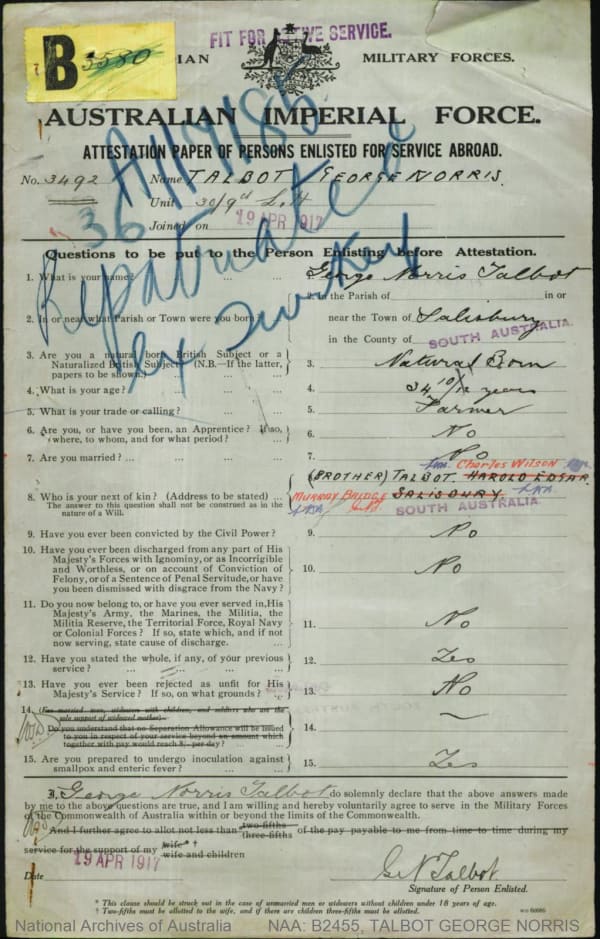 FIT FOR ACTIVE SERVICE.
B 3580
MILITARY FORCES.
AUSTRALIAN IMPERIAL FORCE.
ATTESTATION PAPER OF PERSONS ENLISTED FOR SERVICE ABROAD.
No. 3492 Name TALBOT GEORGE NORRIS.
Unit 30/9th L.H
Joined on 19 APR 1917
36
Repatriated
ex Turkey
Questions to be put to the Person Enlisting before Attestation.
1. What is your name? ... George Norris Talbot
2. In or near what Parish or Town were you born? 2. In the Parish of in or
near the Town of Salisbury
in the County of SOUTH AUSTRALIA.
3. Are you a natural born British Subject or a
Naturalized British Subject? (N.B.—If the latter,
papers to be shown.) ... 3. Natural Born
4. What is your age? ... 4. 34 10/12 years
5. What is your trade or calling? ... 5. Farmer
6. Are you, or have you been, an Apprentice? If so,
where, to whom, and for what period? 6. No
7. Are you married? ... 7. No
Charles Wilson
8. Who is your next of kin? (Address to be stated) ... (BROTHER) TALBOT. HAROLD EDGAR.
The answer to this question shall not be construed as in the
nature of a Will.
MURRAY BRIDGE SALISBURY.
SOUTH AUSTRALIA
9. Have you ever been convicted by the Civil Power? 9. No
10. Have you ever been discharged from any part of His
Majesty's Forces with Ignominy, or as Incorrigible
and Worthless, or on account of Conviction of
Felony, or of a Sentence of Penal Servitude, or have
you been dismissed with disgrace from the Navy? 10. No
11. Do you now belong to, or have you ever served in, His
Majesty's Army, the Marines, the Militia, the
Militia Reserve, the Territorial Force, Royal Navy
or Colonial Forces? If so, state which, and if not
now serving, state cause of discharge. 11. No
12. Have you stated the whole, if any, of your previous
service? ... 12. Yes
13. Have you ever been rejected as unfit for His
Majesty's Service? If so, on what grounds? 13. No
14. (For married men, widowers with children, and soldiers who are the
sole support of widowed mother)—
Do you understand that no Separation Allowance will be issued
to you in respect of your service beyond an amount which
together with pay would reach 8/- per day? 14. ~
15. Are you prepared to undergo inoculation against
smallpox and enteric fever? 15. Yes
I, George Norris Talbot do solemnly declare that the above answers made
by me to the above questions are true, and I am willing and hereby voluntarily agree to serve in the Military Forces
of the Commonwealth of Australia within or beyond the limits of the Commonwealth.
And I further agree to allot not less than two-fifths three-fifths of the pay payable to me from time to time during my
service for the support of my wife* † wife and children
Date 19 APR 1917
G N Talbot
Signature of Person Enlisted.
* This clause should be struck out in the case of unmarried men or widowers without children under 18 years of age.
† Two-fifths must be allotted to the wife, and if there are children three-fifths must be allotted.
National Archives of Australia NAA: B2455, TALBOT GEORGE NORRIS